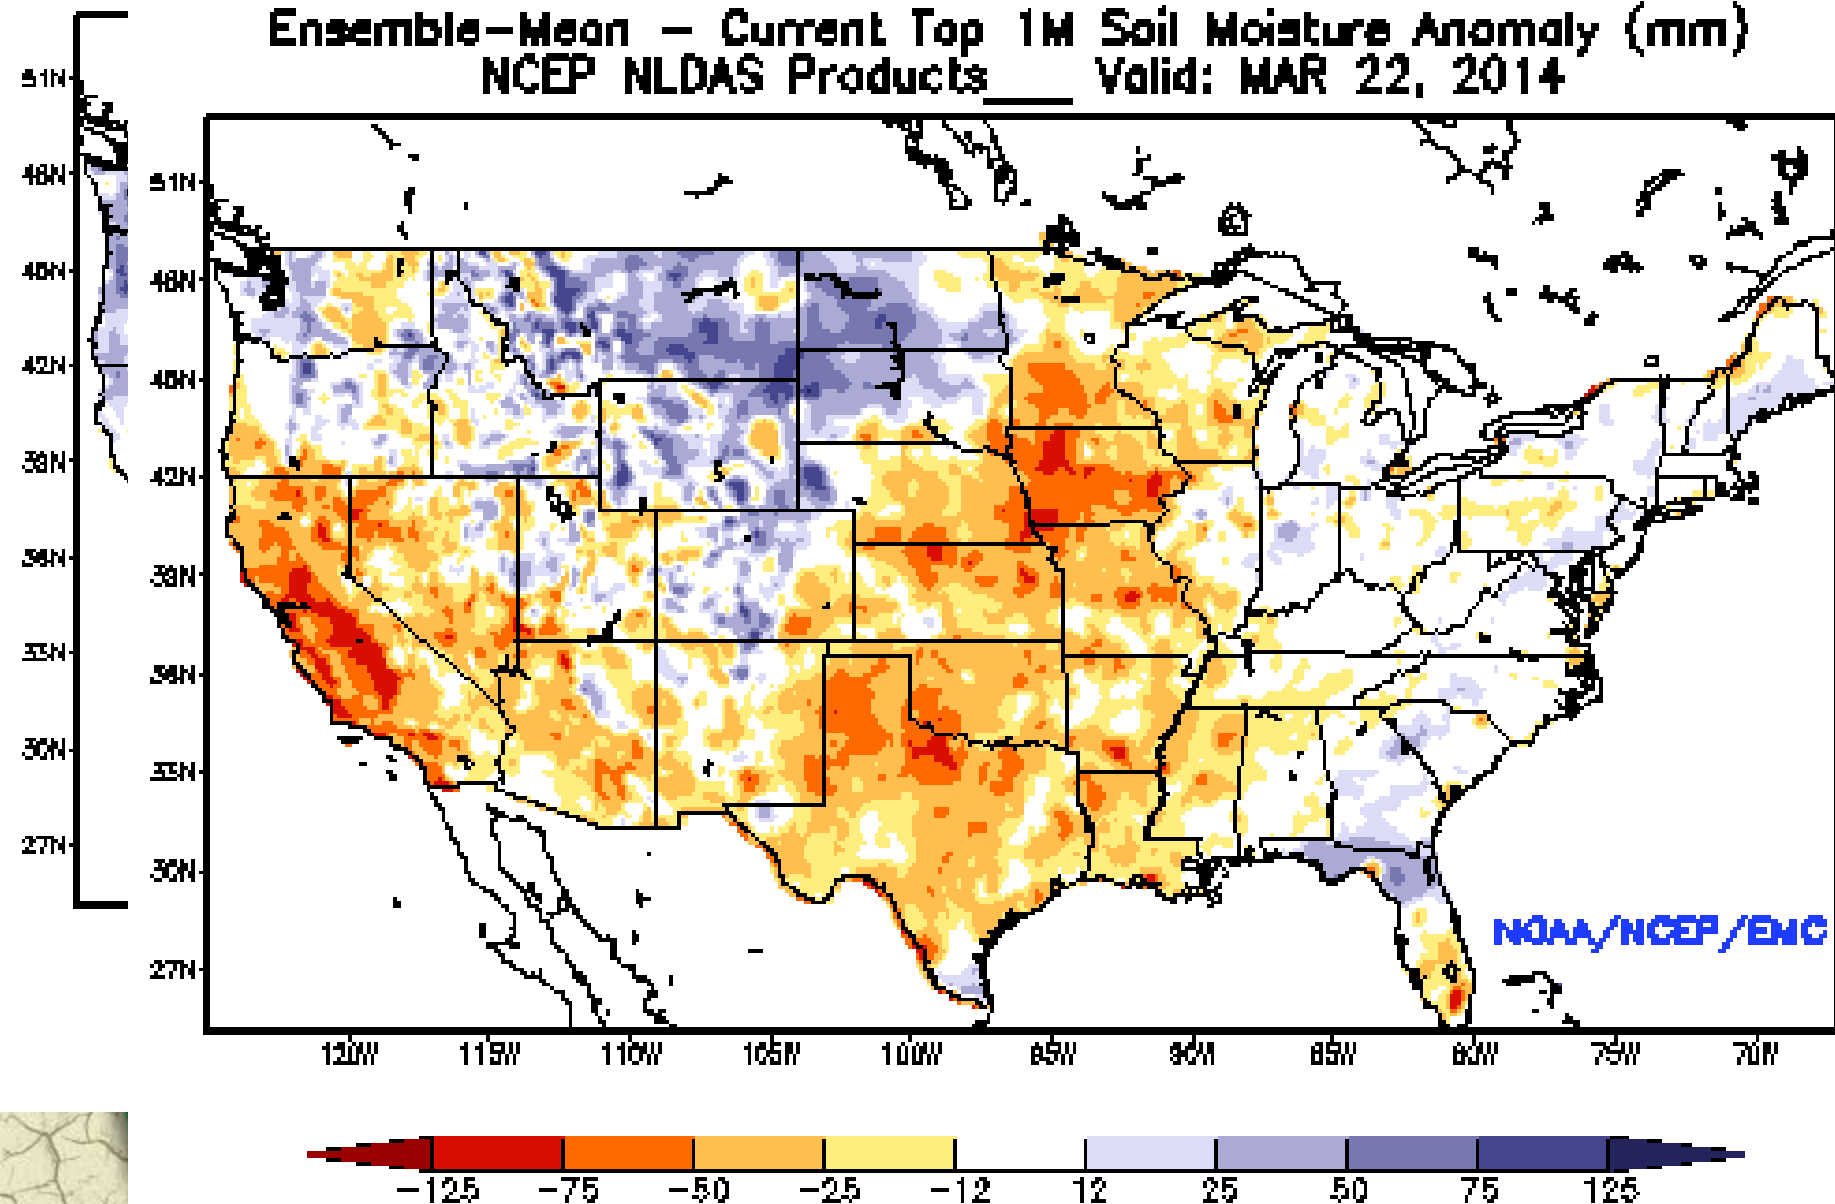 Ensemble-Mean - Current Top 1M Soil Moisture Anomaly (mm)
NCEP NLDAS Products___ Valid: MAR 22, 2014
51N
48N
45N
42N
39N
36N
33N
30N
27N
51N
48N
45N
42N
39N
36N
33N
30N
27N
NOAA/NCEP/EMC
120W 115W 110W 105W 100W 95W 90W 85W 80W 75W 70W
-125 -75 -50 -25 -12 12 25 50 75 125